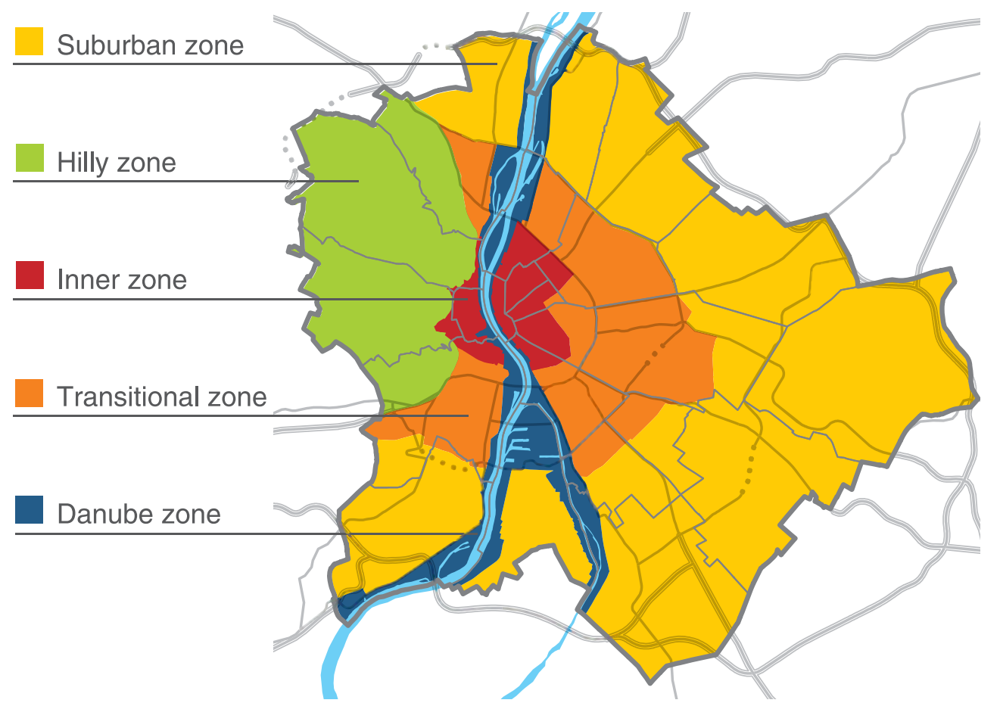 Suburban zone
Hilly zone
Inner zone
Transitional zone
Danube zone